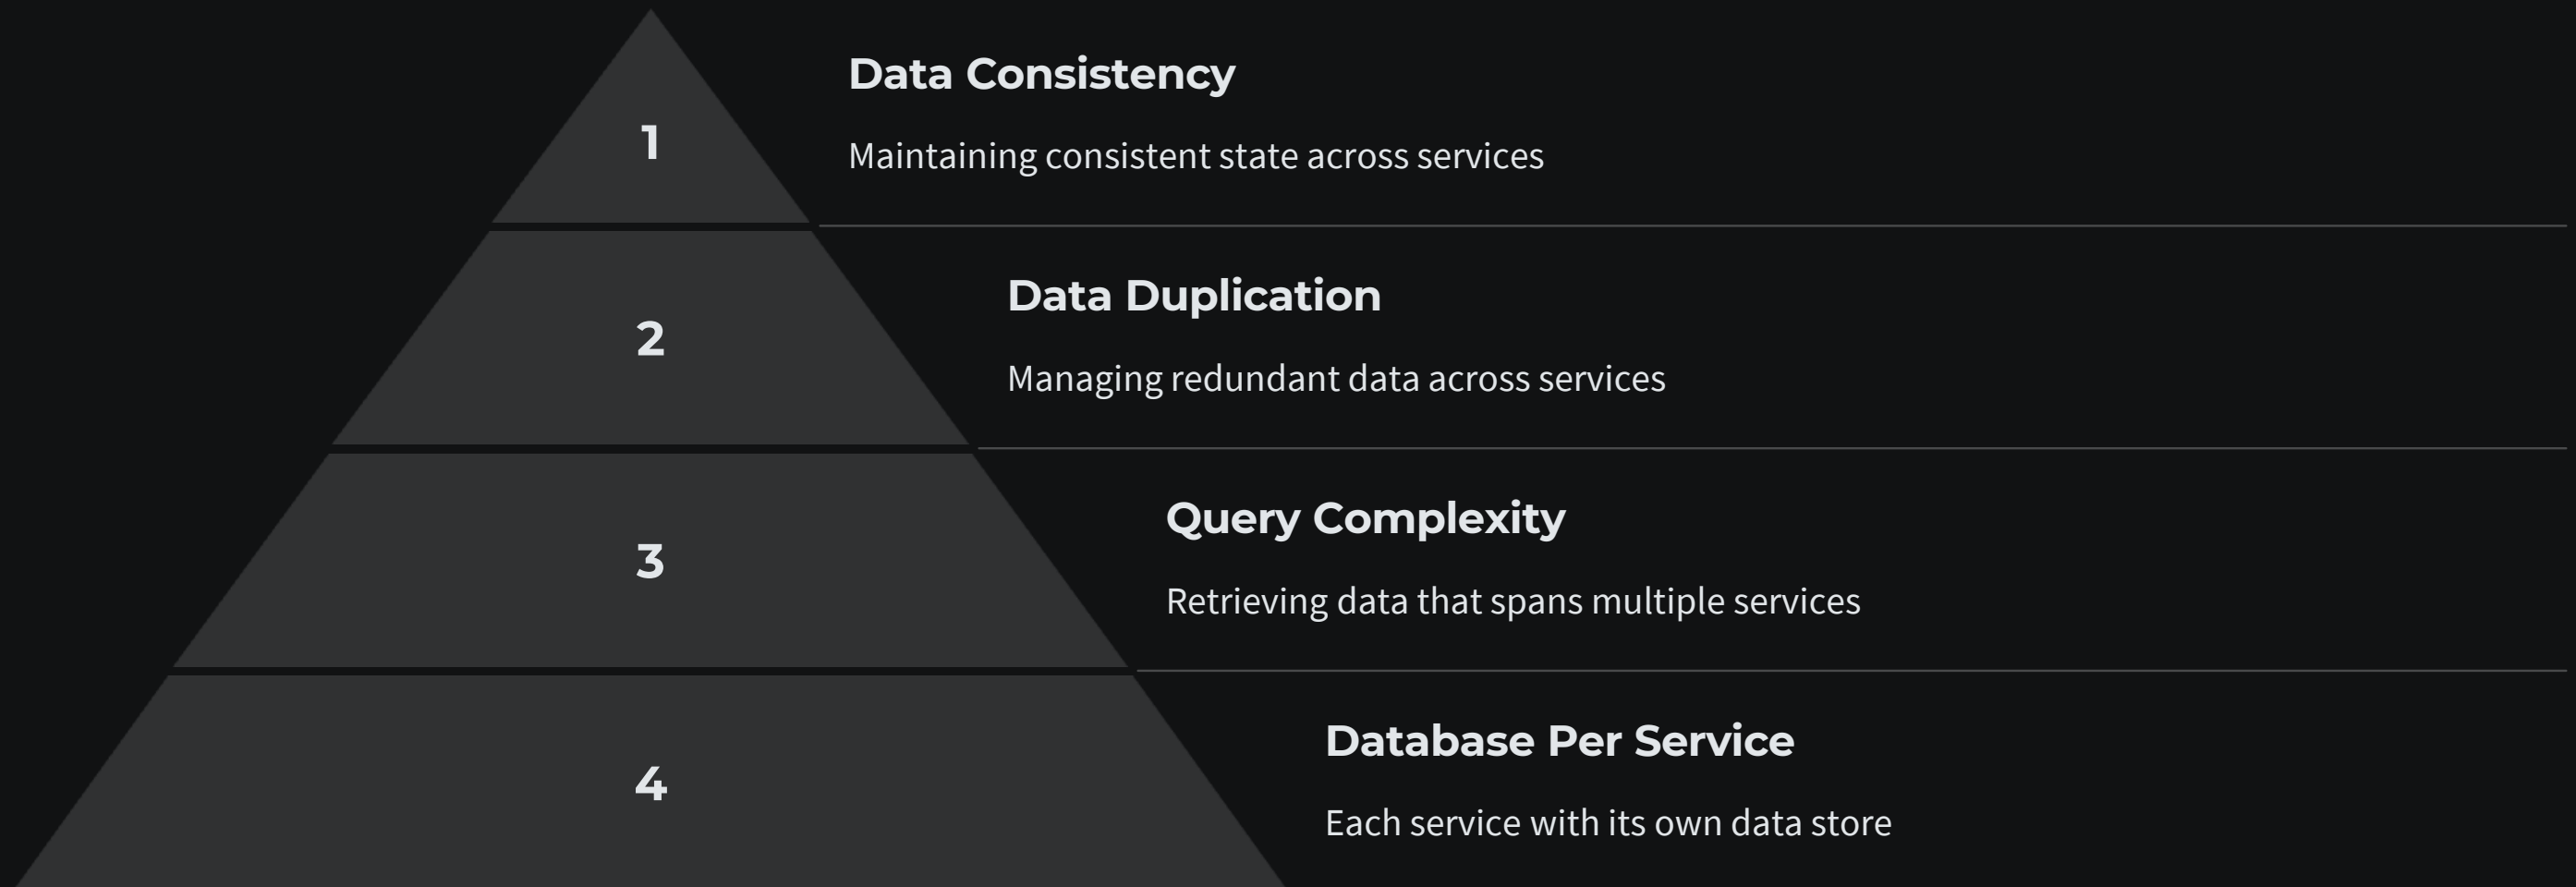 1
Data Consistency
Maintaining consistent state across services
2
Data Duplication
Managing redundant data across services
3
Query Complexity
Retrieving data that spans multiple services
4
Database Per Service
Each service with its own data store